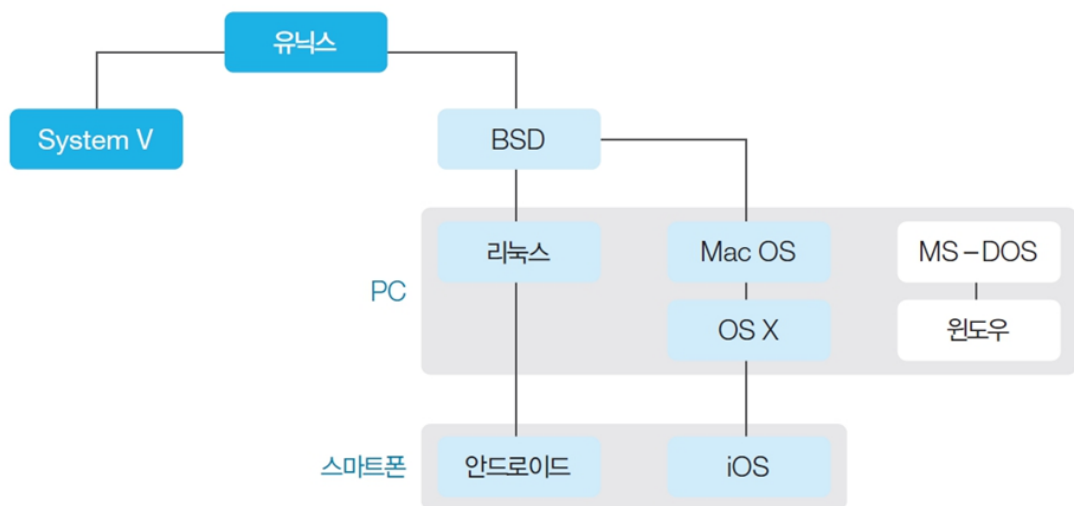 유닉스
System V
BSD
리눅스
Mac OS
MS–DOS
PC
OS X
윈도우
스마트폰
안드로이드
iOS